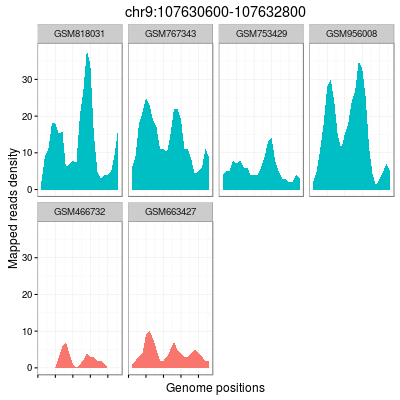 chr9:107630600-107632800
GSM818031 GSM767343 GSM753429 GSM956008
30
20
10
0
GSM466732 GSM663427
30
20
10
0
Mapped reads density
Genome positions